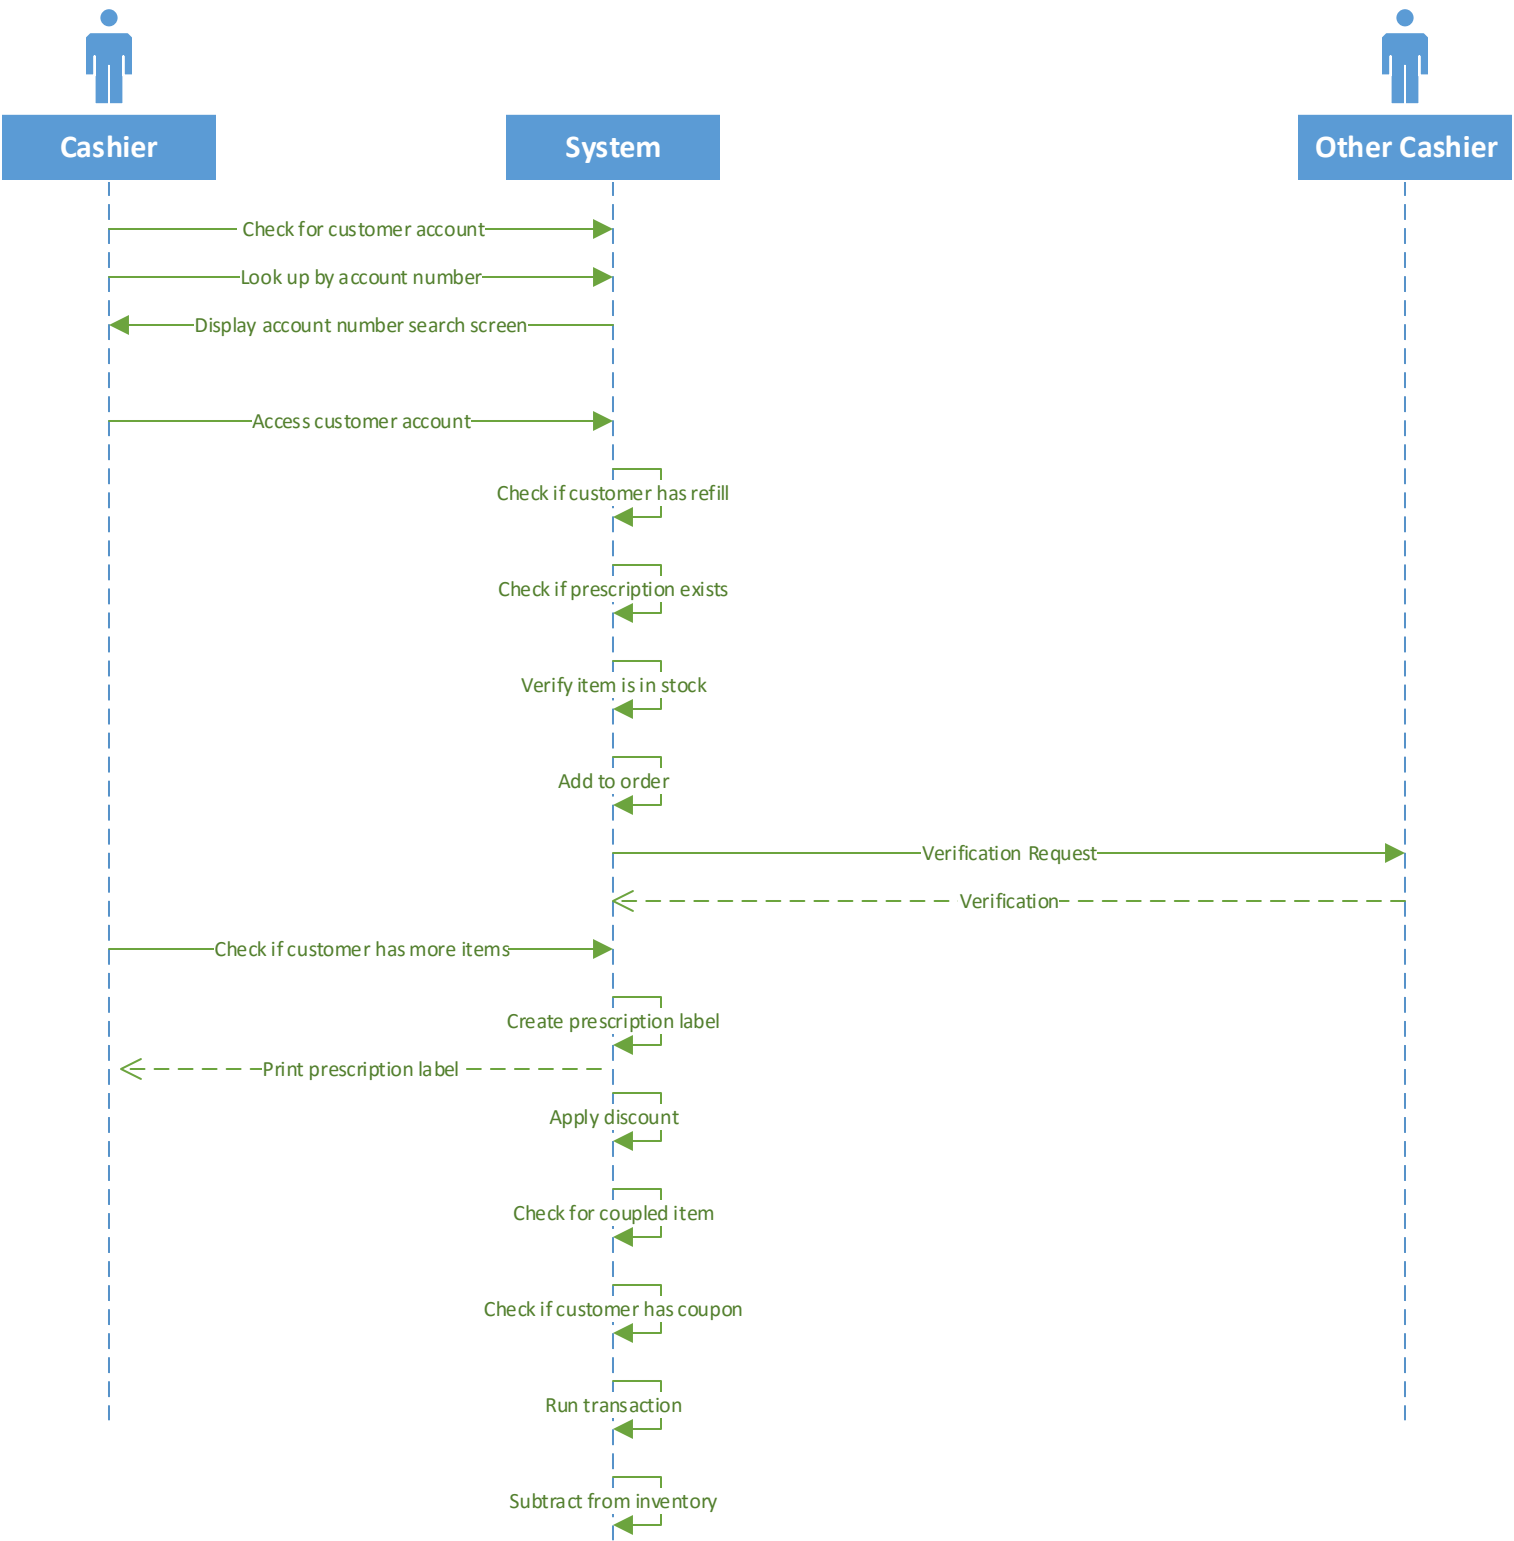 Cashier
System
Other Cashier
Check for customer account
Look up by account number
Display account number search screen
Access customer account
Check if customer has refill
Check if prescription exists
Verify item is in stock
Add to order
Verification Request
Verification
Check if customer has more items
Create prescription label
Print prescription label
Apply discount
Check for coupled item
Check if customer has coupon
Run transaction
Subtract from inventory